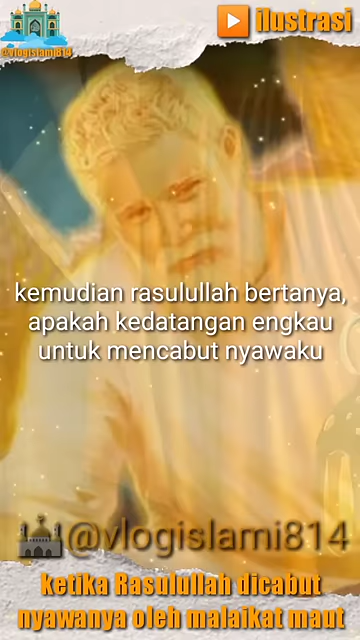 ilustrasi
@vlogislami814
kemudian rasulullah bertanya,
apakah kedatangan engkau
untuk mencabut nyawaku
@vlogislami814
ketika Rasulullah dicabut
nyawanya oleh malaikat maut